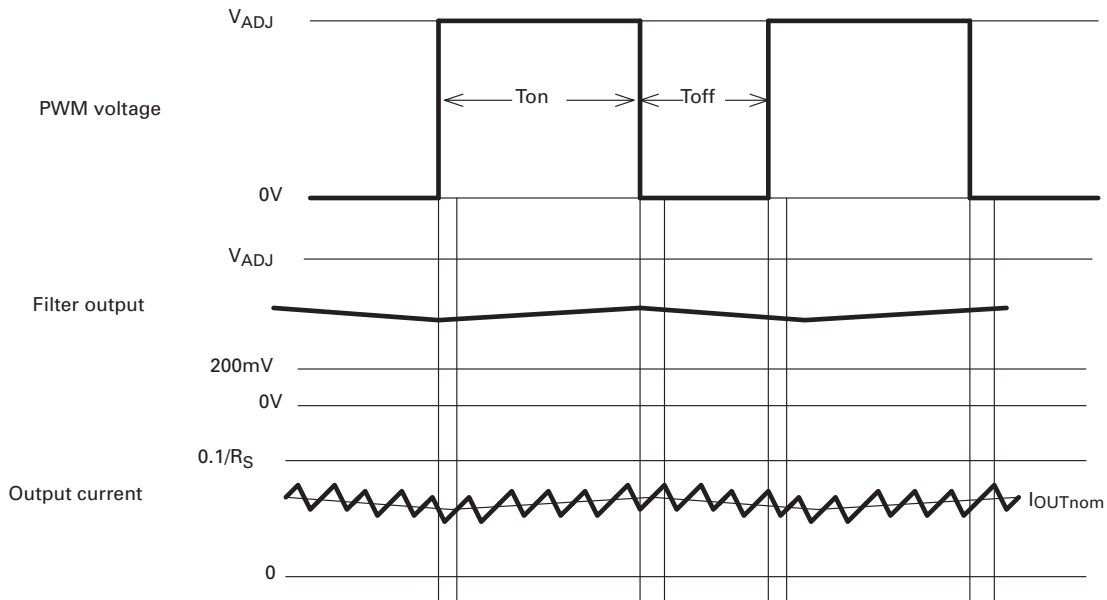 VADJ
Ton
Toff
PWM voltage
0V
VADJ
Filter output
200mV
0V
0.1/RS
Output current
IOUTnom
0